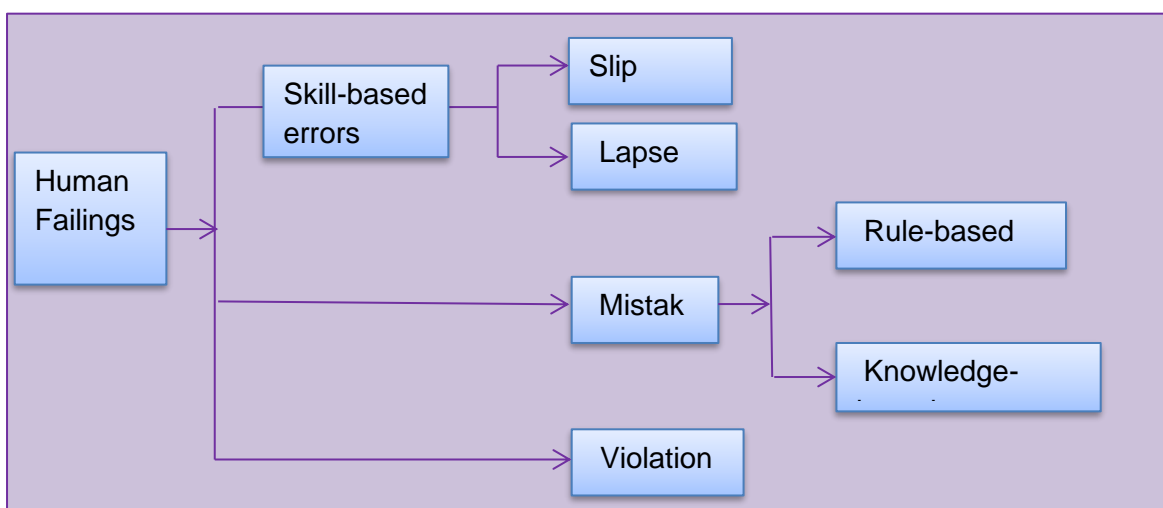 Slip
Skill-based
errors
Lapse
Human
Failings
Rule-based
Mistak
Knowledge-
Violation